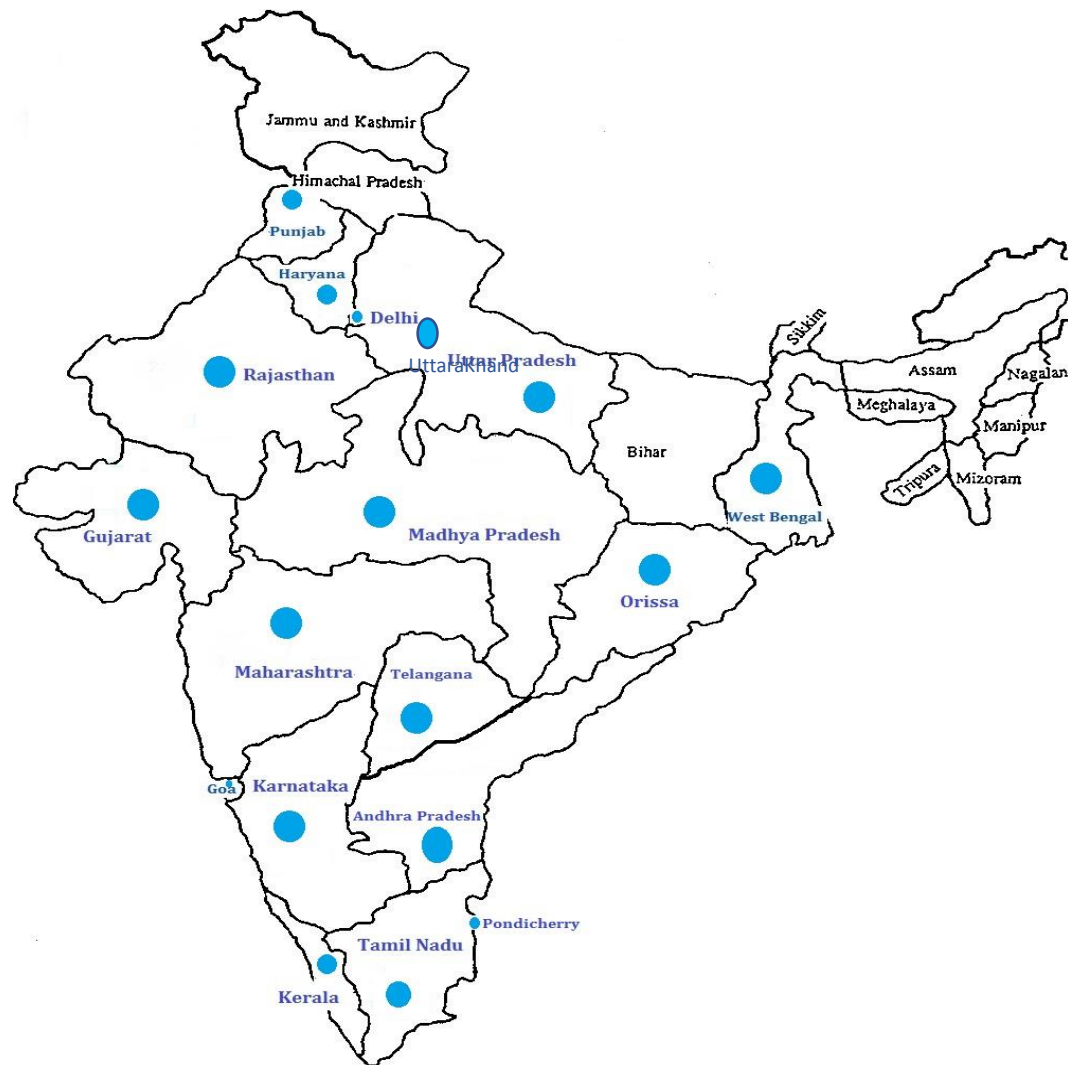 Jammu and Kashmir
Himachal Pradesh
Punjab
Haryana
Delhi
Sikkim
Rajasthan
Uttar Pradesh
UttaraKhand
Assam
Nagalan
Meghalaya
Manipur
Bihar
Tripura
Mizoram
West Bengal
Gujarat
Madhya Pradesh
Orissa
Maharashtra
Telangana
Goa
Karnataka
Andhra Pradesh
Pondicherry
Tamil Nadu
Kerala